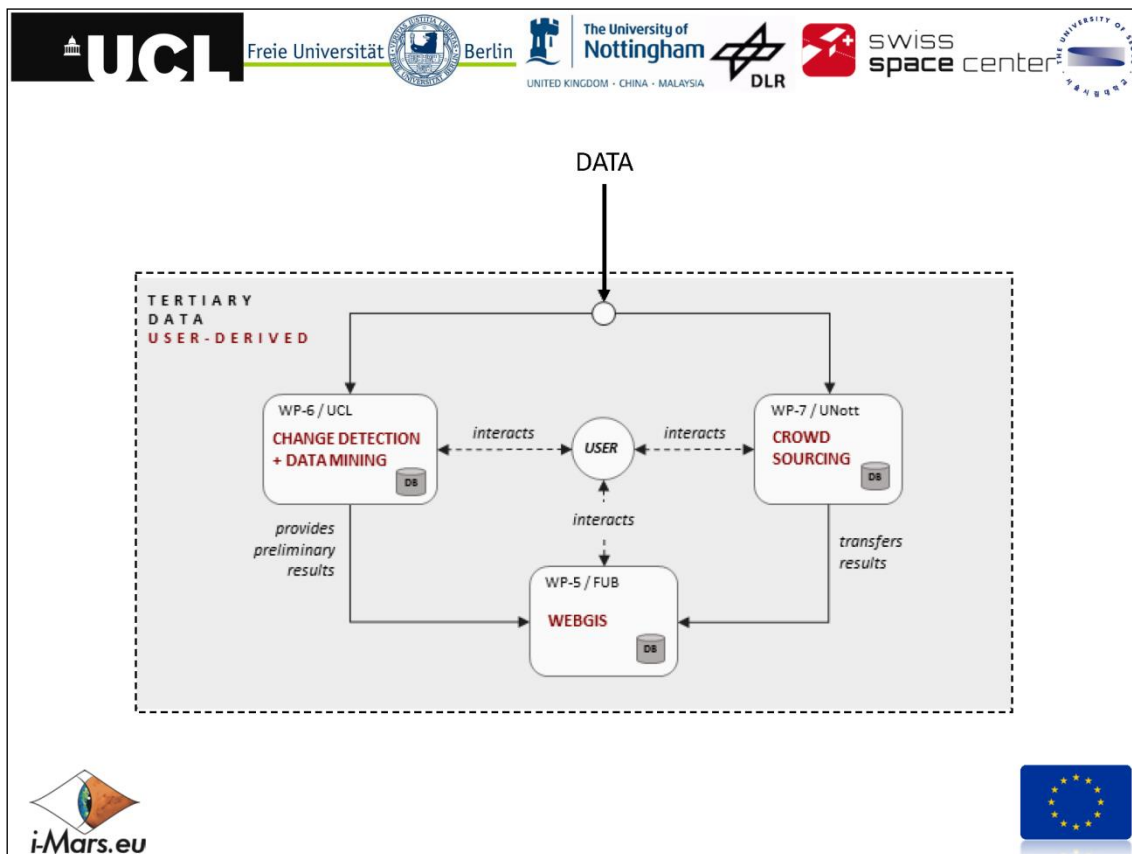 UCL
Freie Universität Berlin
The University of
Nottingham
UNITED KINGDOM · CHINA · MALAYSIA
DLR
swiss
space center
DATA
TERTIARY
DATA
USER-DERIVED
WP-6 / UCL
CHANGE DETECTION
+ DATA MINING
DB
interacts
USER
interacts
WP-7 / UNott
CROWD
SOURCING
DB
provides
preliminary
results
interacts
transfers
results
WP-5 / FUB
WEBGIS
DB
i-Mars.eu